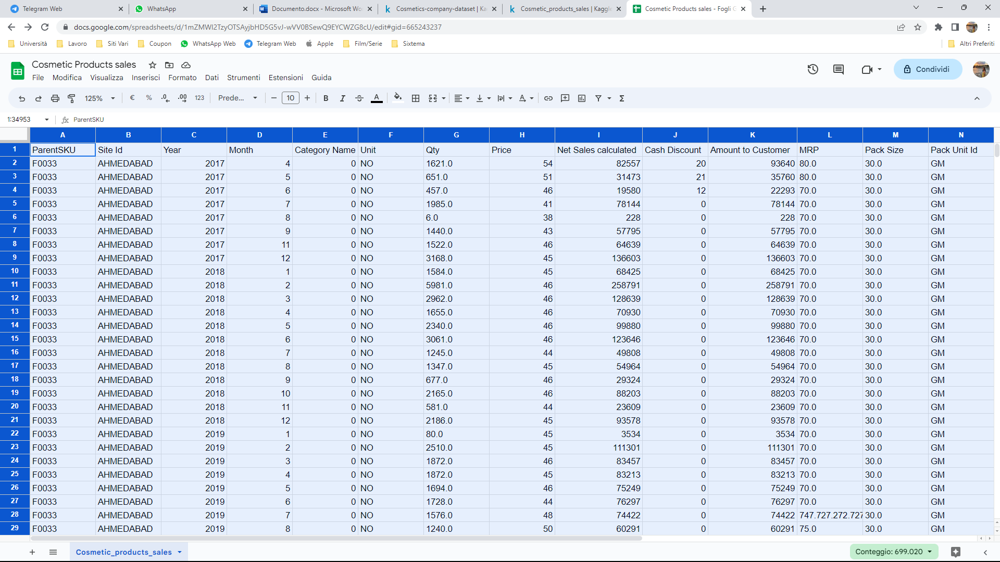 Telegram Web
WhatsApp
Documento.docx - Microsoft Wo
Cosmetics-company-dataset | Ka
Cosmetic_products_sales | Kaggle
Cosmetic Products sales - Fogli G
docs.google.com/spreadsheets/d/1mZMWI2TzyOTSAyjbHD5G5vJ-wVV0BSewQ9EYCWZG8cU/edit#gid=665243237
Università Lavoro Siti Vari Coupon WhatsApp Web Telegram Web Apple Film/Serie Sixtema Altri Preferiti
Cosmetic Products sales
File Modifica Visualizza Inserisci Formato Dati Strumenti Estensioni Guida
Condividi
125% € % .0 .00 123 Prede... 10 B I A
1:34953 fx ParentSKU
A B C D E F G H I J K L M N
1 ParentSKU Site Id Year Month Category Name Unit Qty Price Net Sales calculated Cash Discount Amount to Customer MRP Pack Size Pack Unit Id
2 F0033 AHMEDABAD 2017 4 0 NO 1621.0 54 82557 20 93640 80.0 30.0 GM
3 F0033 AHMEDABAD 2017 5 0 NO 651.0 51 31473 21 35760 80.0 30.0 GM
4 F0033 AHMEDABAD 2017 6 0 NO 457.0 46 19580 12 22293 70.0 30.0 GM
5 F0033 AHMEDABAD 2017 7 0 NO 1985.0 41 78144 0 78144 70.0 30.0 GM
6 F0033 AHMEDABAD 2017 8 0 NO 6.0 38 228 0 228 70.0 30.0 GM
7 F0033 AHMEDABAD 2017 9 0 NO 1440.0 43 57795 0 57795 70.0 30.0 GM
8 F0033 AHMEDABAD 2017 11 0 NO 1522.0 46 64639 0 64639 70.0 30.0 GM
9 F0033 AHMEDABAD 2017 12 0 NO 3168.0 45 136603 0 136603 70.0 30.0 GM
10 F0033 AHMEDABAD 2018 1 0 NO 1584.0 45 68425 0 68425 70.0 30.0 GM
11 F0033 AHMEDABAD 2018 2 0 NO 5981.0 46 258791 0 258791 70.0 30.0 GM
12 F0033 AHMEDABAD 2018 3 0 NO 2962.0 46 128639 0 128639 70.0 30.0 GM
13 F0033 AHMEDABAD 2018 4 0 NO 1655.0 46 70930 0 70930 70.0 30.0 GM
14 F0033 AHMEDABAD 2018 5 0 NO 2340.0 46 99880 0 99880 70.0 30.0 GM
15 F0033 AHMEDABAD 2018 6 0 NO 3061.0 46 123646 0 123646 70.0 30.0 GM
16 F0033 AHMEDABAD 2018 7 0 NO 1245.0 44 49808 0 49808 70.0 30.0 GM
17 F0033 AHMEDABAD 2018 8 0 NO 1347.0 45 54964 0 54964 70.0 30.0 GM
18 F0033 AHMEDABAD 2018 9 0 NO 677.0 46 29324 0 29324 70.0 30.0 GM
19 F0033 AHMEDABAD 2018 10 0 NO 2165.0 46 88203 0 88203 70.0 30.0 GM
20 F0033 AHMEDABAD 2018 11 0 NO 581.0 44 23609 0 23609 70.0 30.0 GM
21 F0033 AHMEDABAD 2018 12 0 NO 2186.0 45 93578 0 93578 70.0 30.0 GM
22 F0033 AHMEDABAD 2019 1 0 NO 80.0 45 3534 0 3534 70.0 30.0 GM
23 F0033 AHMEDABAD 2019 2 0 NO 2510.0 45 111301 0 111301 70.0 30.0 GM
24 F0033 AHMEDABAD 2019 3 0 NO 1872.0 46 83457 0 83457 70.0 30.0 GM
25 F0033 AHMEDABAD 2019 4 0 NO 1872.0 45 83213 0 83213 70.0 30.0 GM
26 F0033 AHMEDABAD 2019 5 0 NO 1694.0 46 75249 0 75249 70.0 30.0 GM
27 F0033 AHMEDABAD 2019 6 0 NO 1728.0 44 76297 0 76297 70.0 30.0 GM
28 F0033 AHMEDABAD 2019 7 0 NO 1576.0 48 74422 0 74422 747.727.272.727 30.0 GM
29 F0033 AHMEDABAD 2019 8 0 NO 1240.0 50 60291 0 60291 75.0 30.0 GM
Cosmetic_products_sales
Conteggio: 699.020